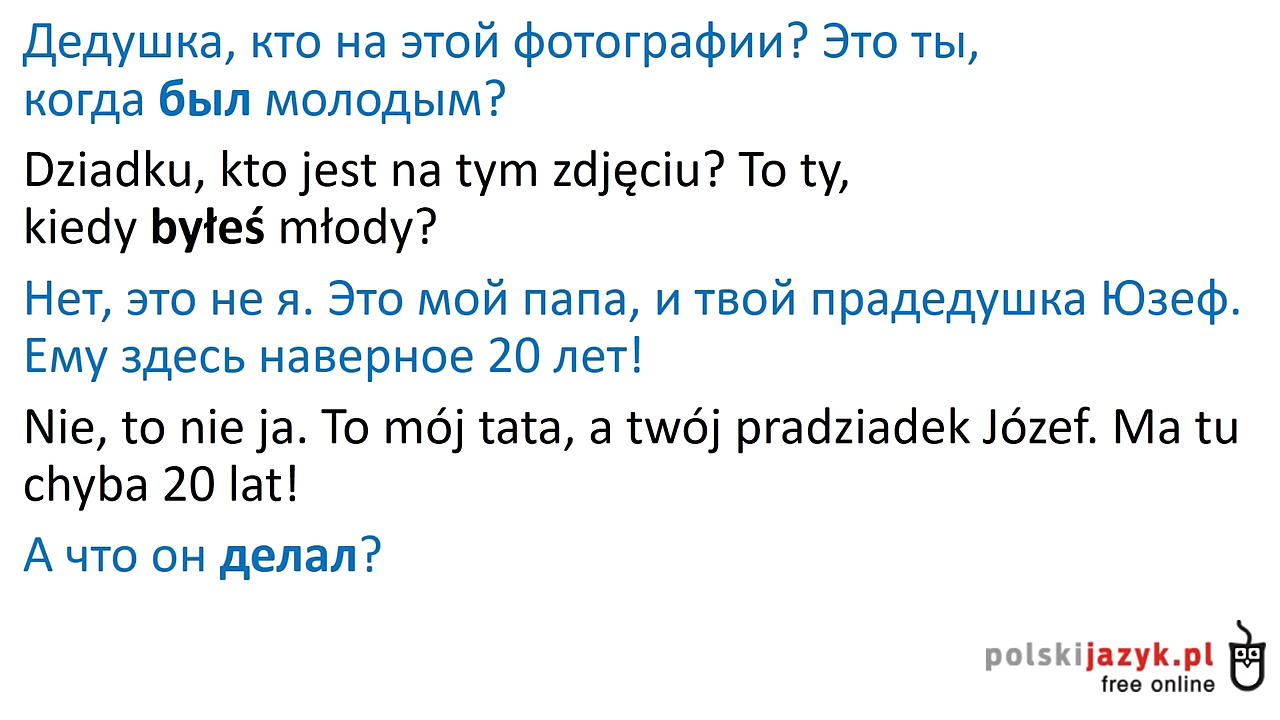 Дедушка, кто на этой фотографии? Это ты,
когда был молодым?
Dziadku, kto jest na tym zdjęciu? To ty,
kiedy byłeś młody?
Нет, это не я. Это мой папа, и твой прадедушка Юзеф.
Ему здесь наверное 20 лет!
Nie, to nie ja. To mój tata, a twój pradziadek Józef. Ma tu
chyba 20 lat!
А что он делал?
polskijazyk.pl
free online